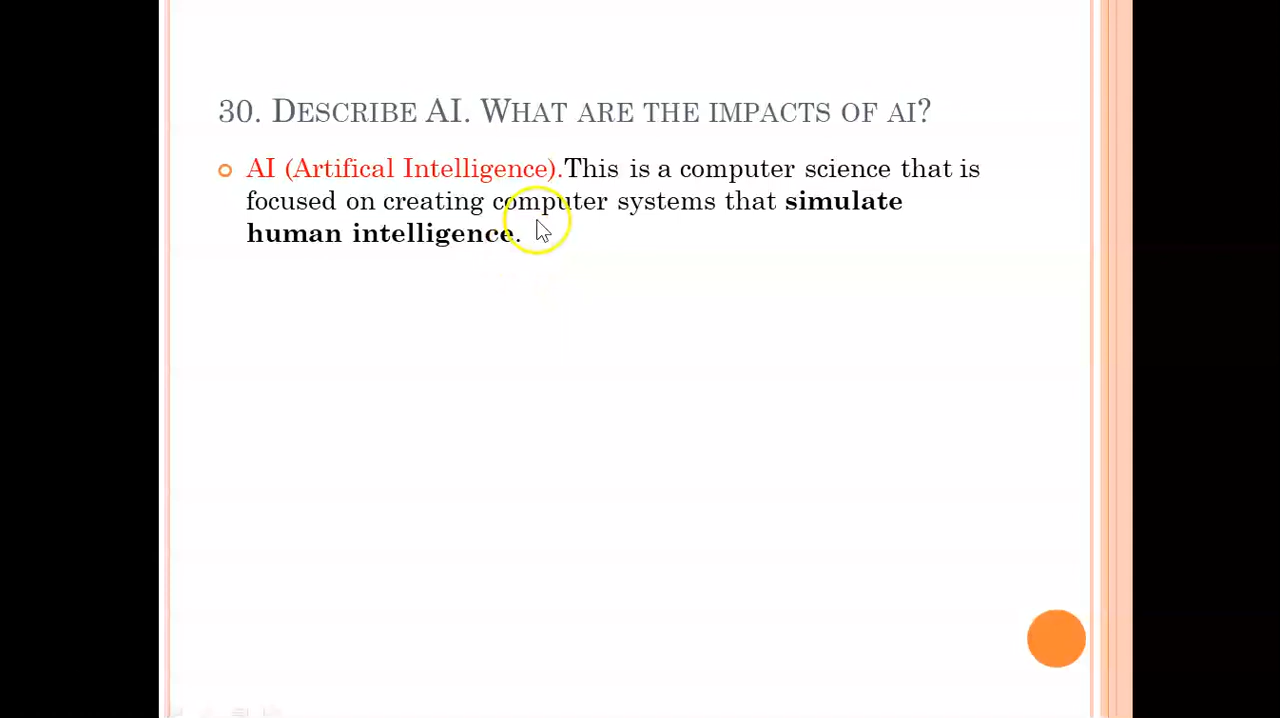 30. DESCRIBE AI. WHAT ARE THE IMPACTS OF AI?
AI (Artifical Intelligence).This is a computer science that is
focused on creating computer systems that simulate
human intelligence.